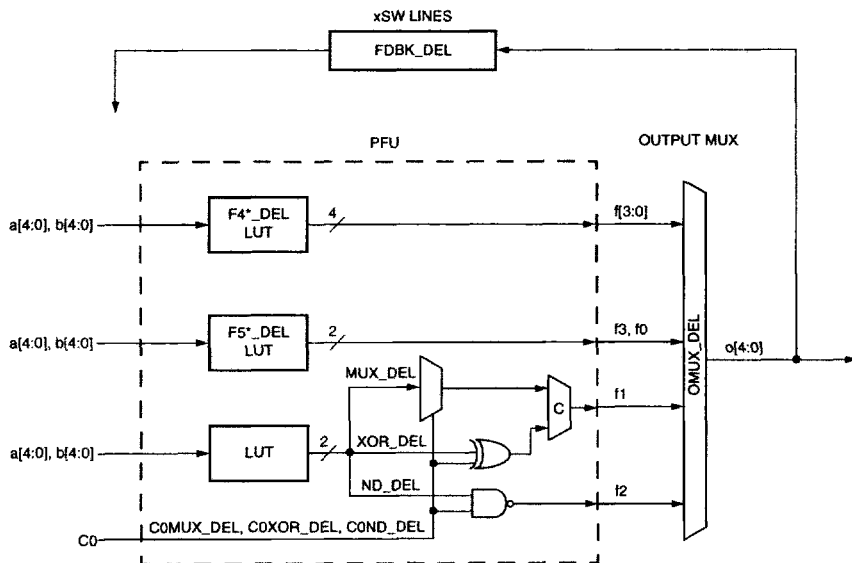 xSW LINES
FDBK_DEL
PFU
OUTPUT MUX
a[4:0], b[4:0]
F4*_DEL
LUT
4
f[3:0]
a[4:0], b[4:0]
F5*_DEL
LUT
2
f3, f0
OMUX_DEL
o[4:0]
MUX_DEL
C
f1
a[4:0], b[4:0]
LUT
2
XOR_DEL
ND_DEL
f2
C0
C0MUX_DEL, C0XOR_DEL, C0ND_DEL